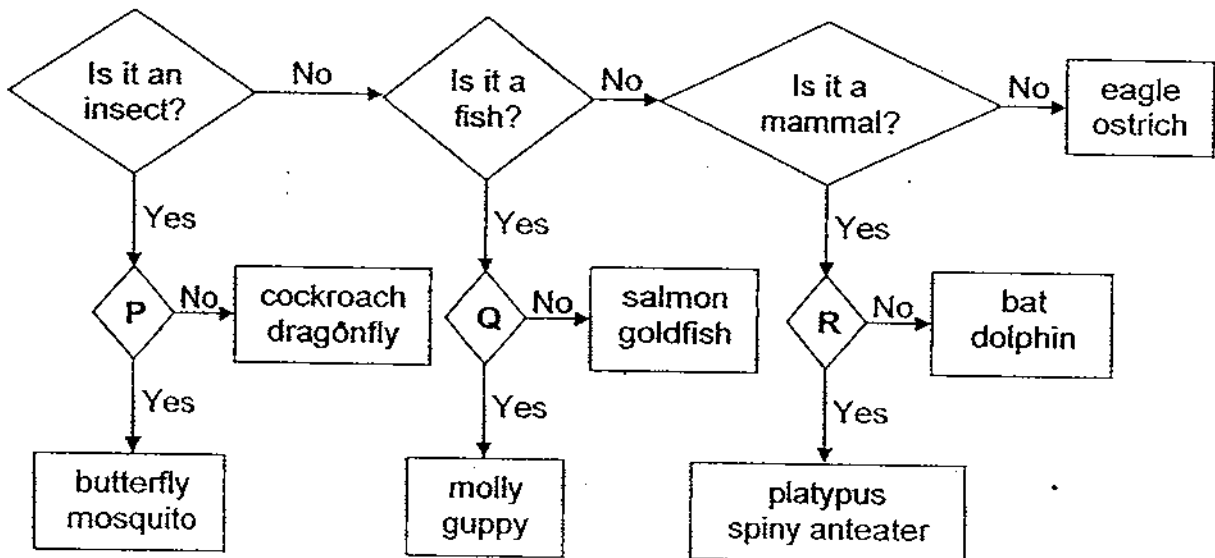 Is it an
insect?
No
Is it a
fish?
No
Is it a
mammal?
No
eagle
ostrich
Yes
Yes
Yes
P
No
cockroach
dragonfly
Q
No
salmon
goldfish
R
No
bat
dolphin
Yes
Yes
Yes
butterfly
mosquito
molly
guppy
platypus
spiny anteater